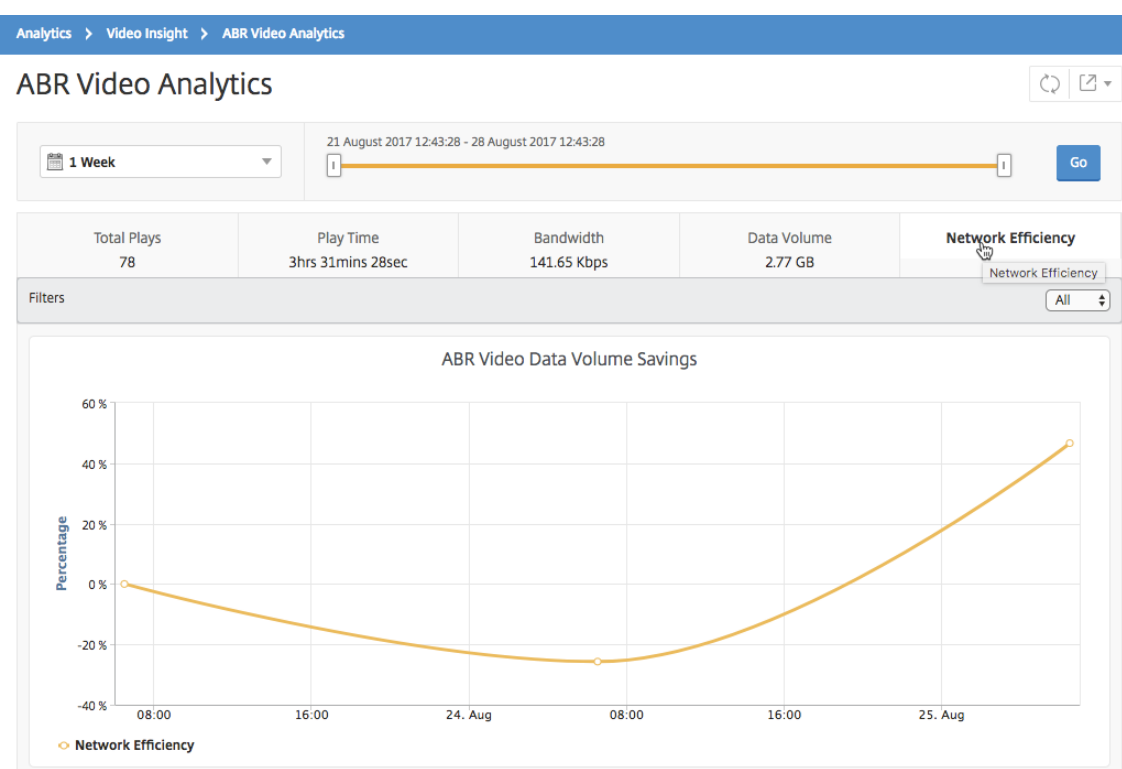 Analytics > Video Insight > ABR Video Analytics
ABR Video Analytics
1 Week
21 August 2017 12:43:28 - 28 August 2017 12:43:28
Go
Total Plays
78
Play Time
3hrs 31mins 28sec
Bandwidth
141.65 Kbps
Data Volume
2.77 GB
Network Efficiency
Network Efficiency
Filters
All
ABR Video Data Volume Savings
Percentage
60 %
40 %
20 %
0 %
-20 %
-40 %
08:00 16:00 24. Aug 08:00 16:00 25. Aug
Network Efficiency